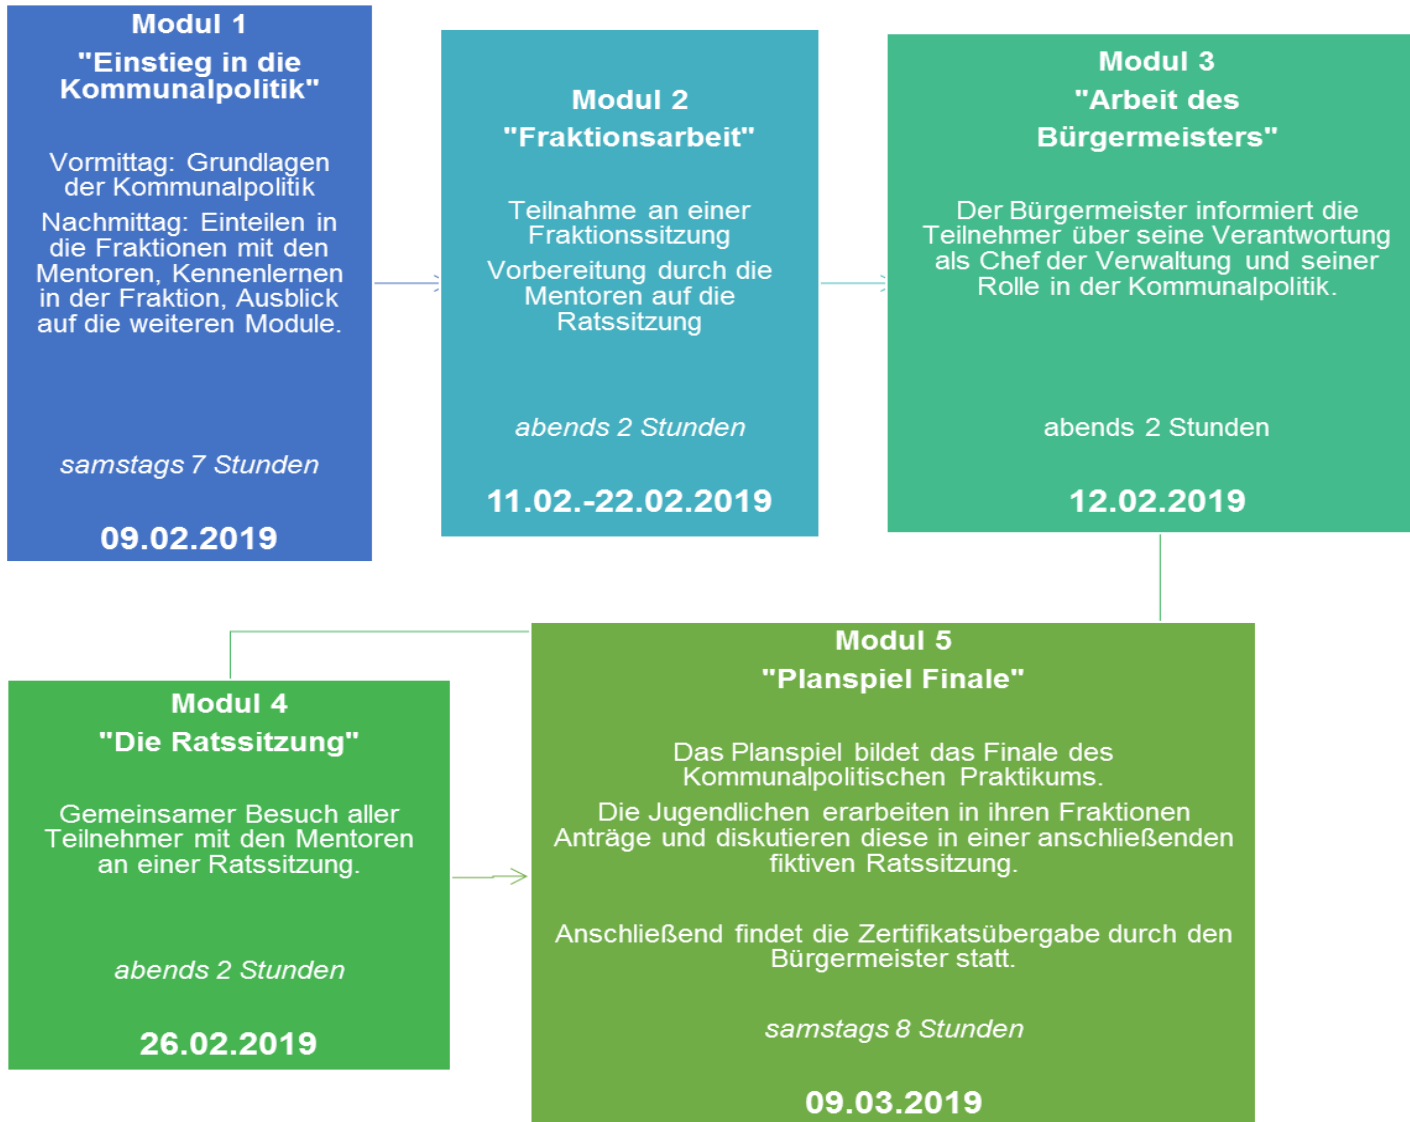 Modul 1
"Einstieg in die
Kommunalpolitik"
Vormittag: Grundlagen
der Kommunalpolitik
Nachmittag: Einteilen in
die Fraktionen mit den
Mentoren, Kennenlernen
in der Fraktion, Ausblick
auf die weiteren Module.
samstags 7 Stunden
09.02.2019
Modul 2
"Fraktionsarbeit"
Teilnahme an einer
Fraktionssitzung
Vorbereitung durch die
Mentoren auf die
Ratssitzung
abends 2 Stunden
11.02.-22.02.2019
Modul 3
"Arbeit des
Bürgermeisters"
Der Bürgermeister informiert die
Teilnehmer über seine Verantwortung
als Chef der Verwaltung und seiner
Rolle in der Kommunalpolitik.
abends 2 Stunden
12.02.2019
Modul 4
"Die Ratssitzung"
Gemeinsamer Besuch aller
Teilnehmer mit den Mentoren
an einer Ratssitzung.
abends 2 Stunden
26.02.2019
Modul 5
"Planspiel Finale"
Das Planspiel bildet das Finale des
Kommunalpolitischen Praktikums.
Die Jugendlichen erarbeiten in ihren Fraktionen
Anträge und diskutieren diese in einer anschließenden
fiktiven Ratssitzung.
Anschließend findet die Zertifikatsübergabe durch den
Bürgermeister statt.
samstags 8 Stunden
09.03.2019